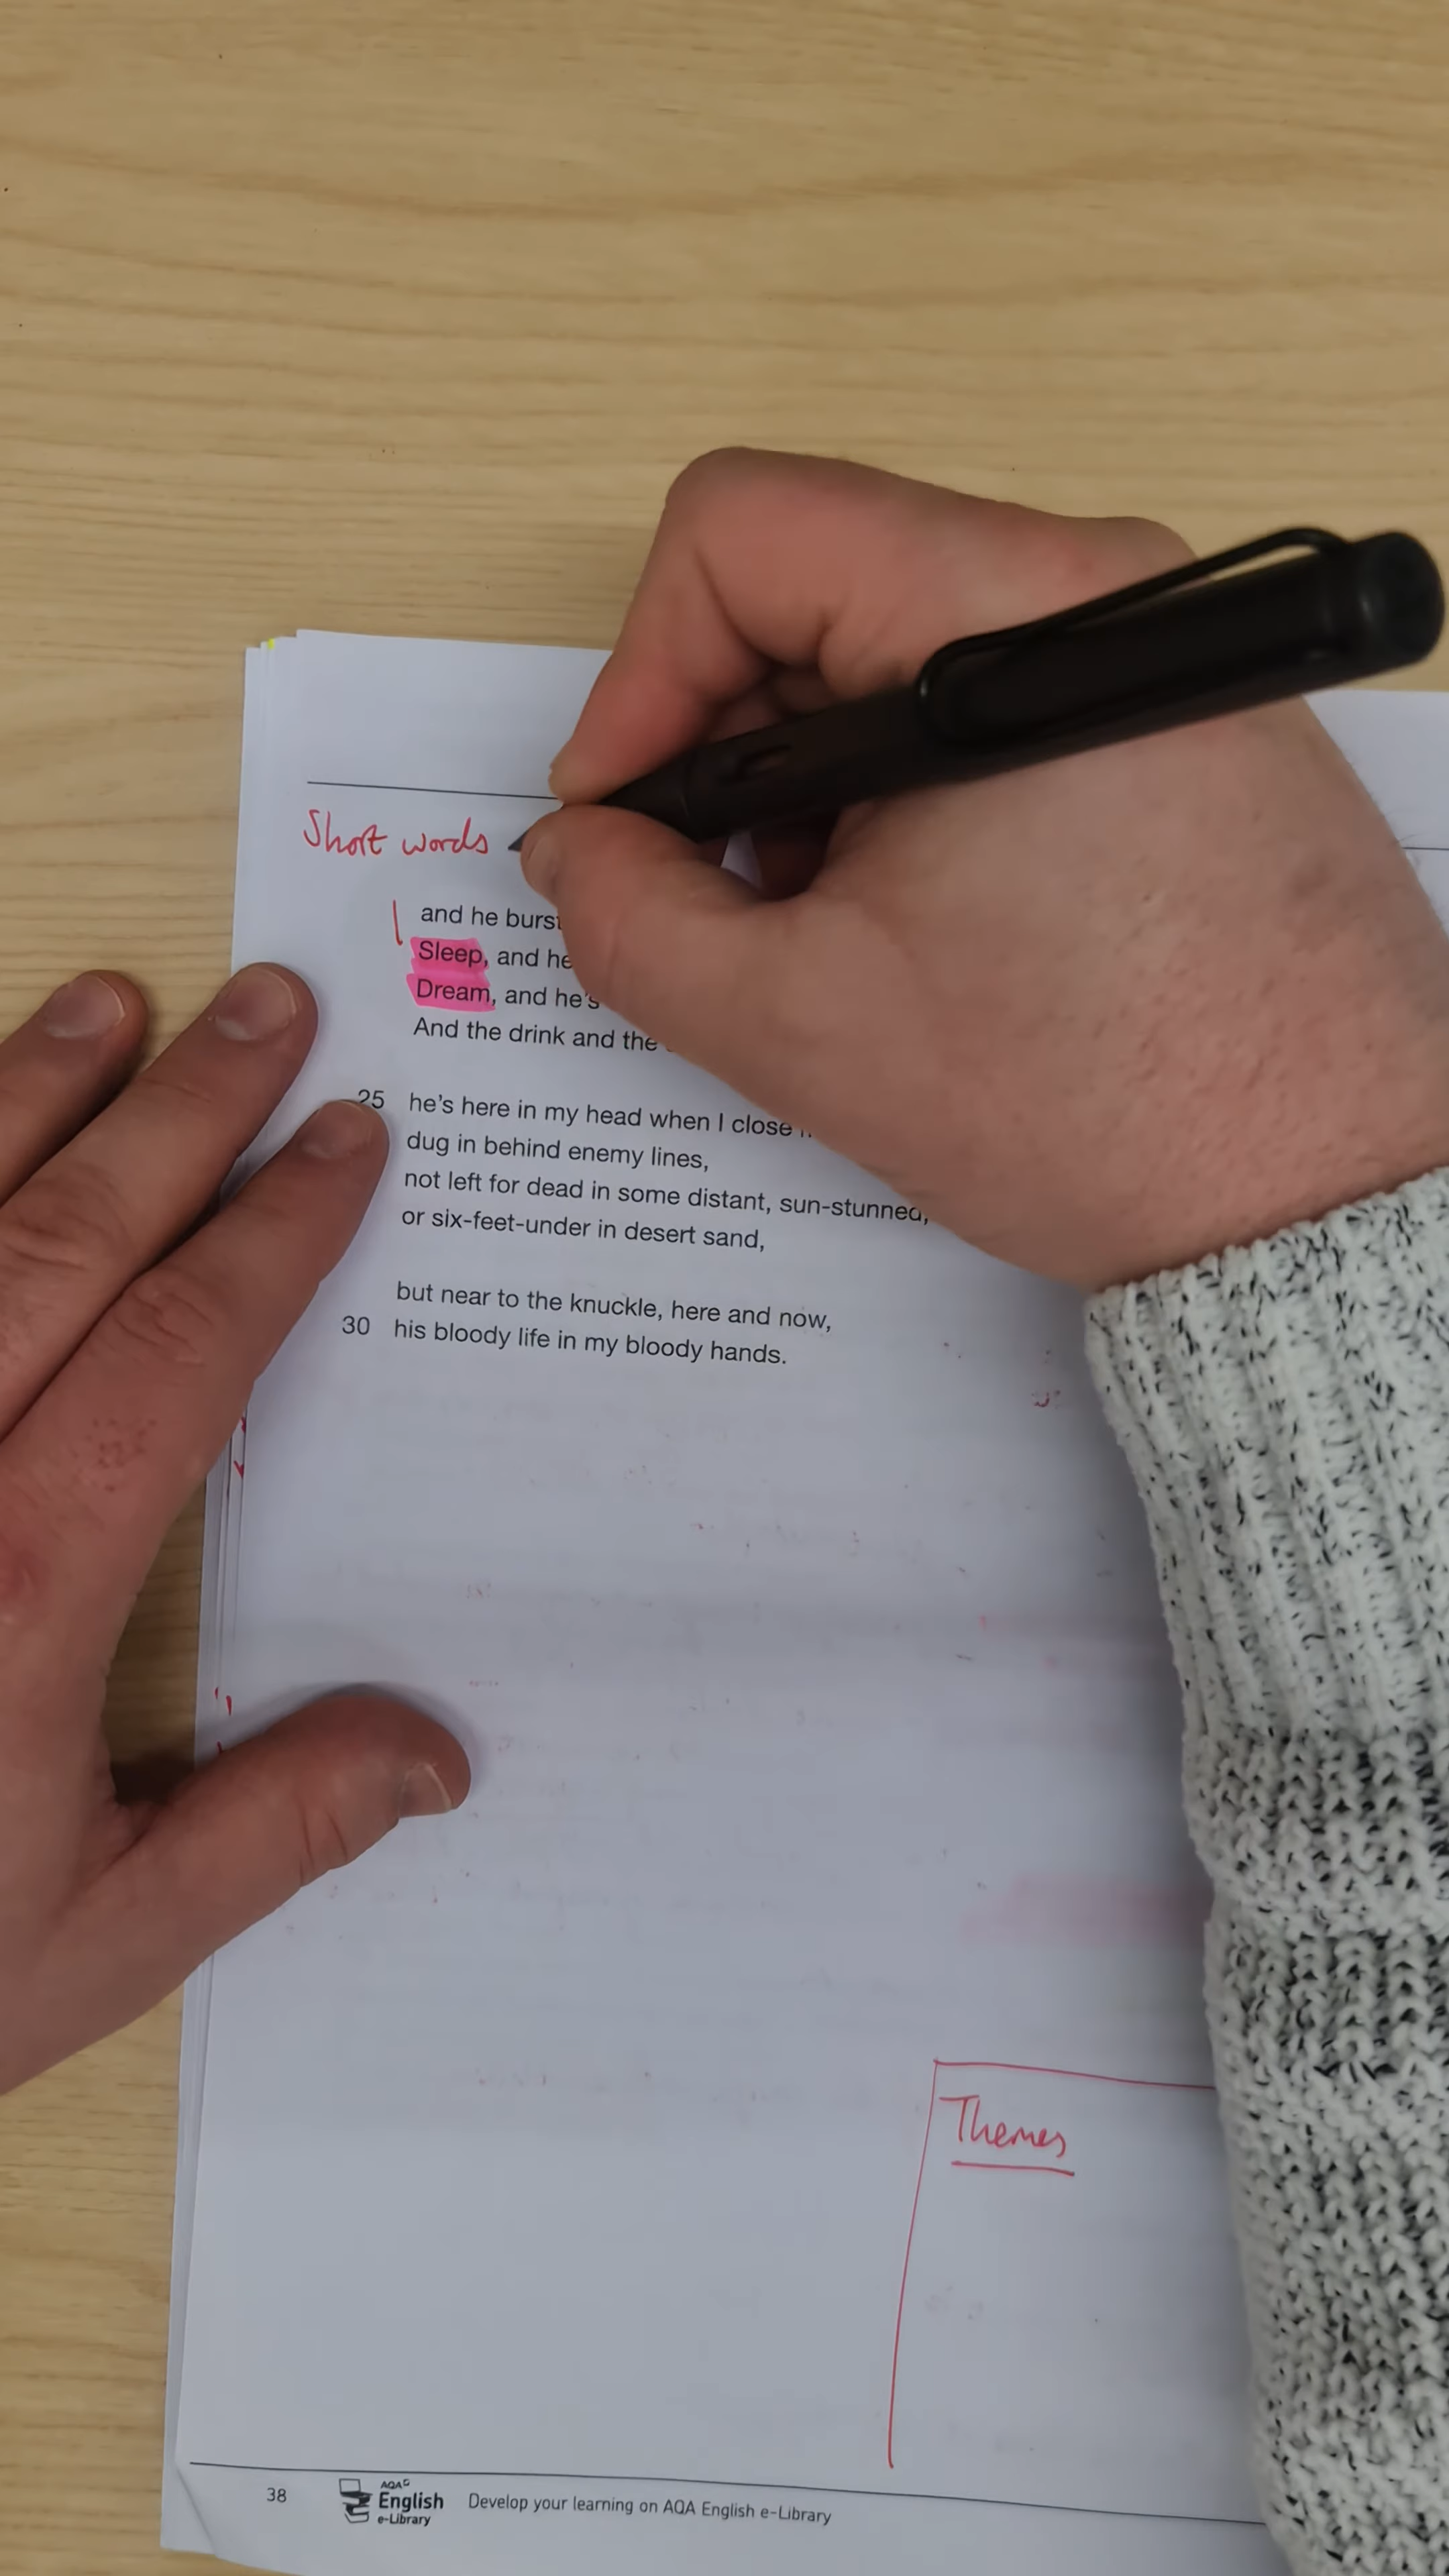 Short words
and he burst
Sleep, and he
Dream, and he's
And the drink and the
25 he's here in my head when I close
dug in behind enemy lines,
not left for dead in some distant, sun-stunned,
or six-feet-under in desert sand,
but near to the knuckle, here and now,
30 his bloody life in my bloody hands.
Themes
38
AQA
English
e-Library
Develop your learning on AQA English e-Library